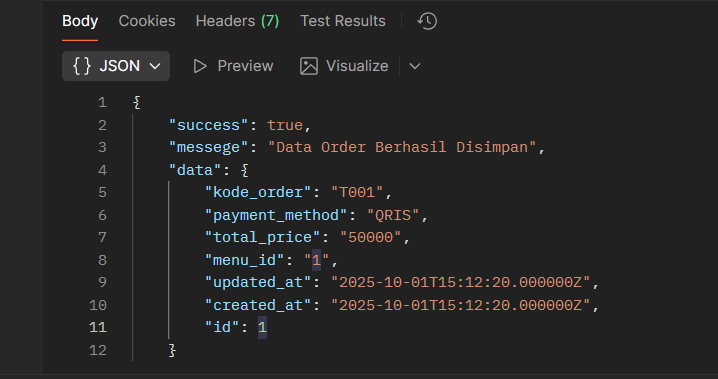 Body Cookies Headers (7) Test Results
{} JSON Preview Visualize
1 {
2 "success": true,
3 "messege": "Data Order Berhasil Disimpan",
4 "data": {
5 "kode_order": "T001",
6 "payment_method": "QRIS",
7 "total_price": "50000",
8 "menu_id": "1",
9 "updated_at": "2025-10-01T15:12:20.000000Z",
10 "created_at": "2025-10-01T15:12:20.000000Z",
11 "id": 1
12 }